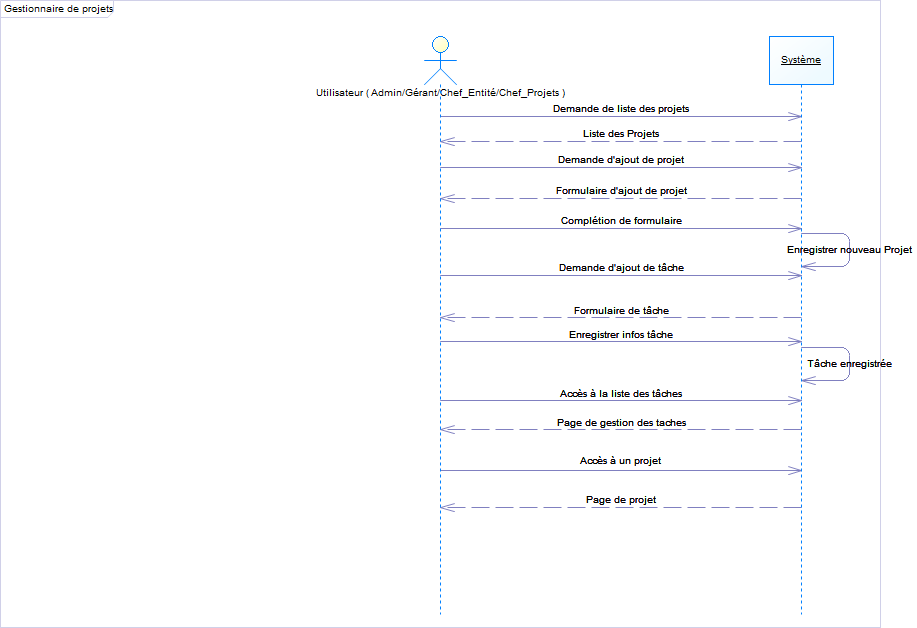 Gestionnaire de projets
Système
Utilisateur ( Admin/Gérant/Chef_Entité/Chef_Projets )
Demande de liste des projets
Liste des Projets
Demande d'ajout de projet
Formulaire d'ajout de projet
Complétion de formulaire
Enregistrer nouveau Projet
Demande d'ajout de tâche
Formulaire de tâche
Enregistrer infos tâche
Tâche enregistrée
Accès à la liste des tâches
Page de gestion des taches
Accès à un projet
Page de projet